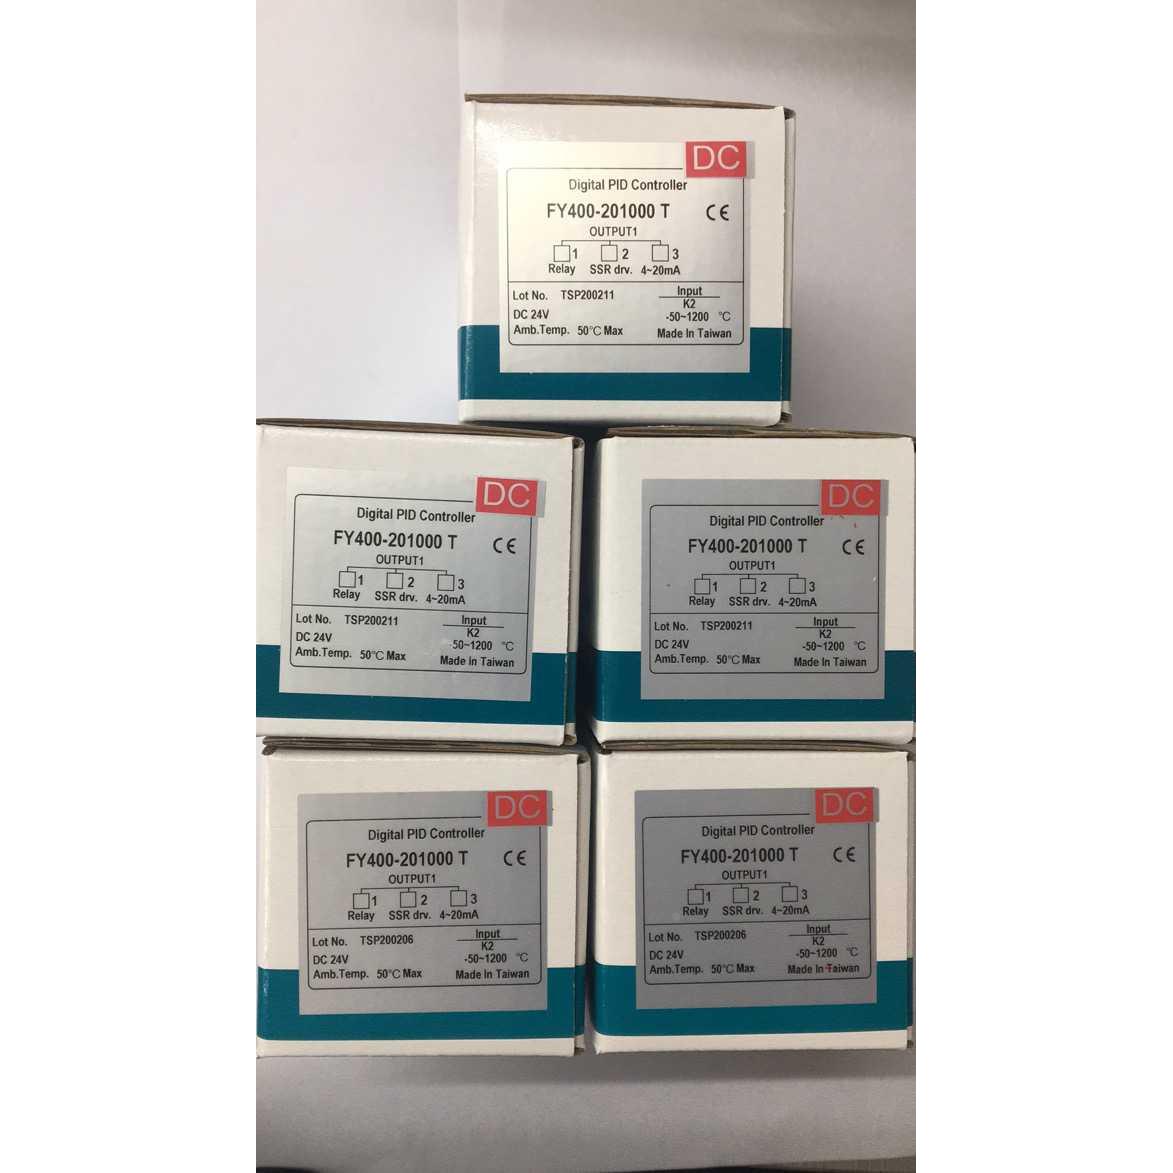 DC
Digital PID Controller
FY400-201000 T CE
OUTPUT1
1 2 3
Relay SSR drv. 4~20mA
Lot No. TSP200211 Input
K2
DC 24V -50~1200 ℃
Amb.Temp. 50℃ Max Made In Taiwan
DC
Digital PID Controller
FY400-201000 T CE
OUTPUT1
1 2 3
Relay SSR drv. 4~20mA
Lot No. TSP200211 Input
K2
DC 24V -50~1200 ℃
Amb.Temp. 50℃ Max Made In Taiwan
DC
Digital PID Controller
FY400-201000 T CE
OUTPUT1
1 2 3
Relay SSR drv. 4~20mA
Lot No. TSP200211 Input
K2
DC 24V -50~1200 ℃
Amb.Temp. 50℃ Max Made In Taiwan
DC
Digital PID Controller
FY400-201000 T CE
OUTPUT1
1 2 3
Relay SSR drv. 4~20mA
Lot No. TSP200206 Input
K2
DC 24V -50~1200 ℃
Amb.Temp. 50℃ Max Made In Taiwan
DC
Digital PID Controller
FY400-201000 T CE
OUTPUT1
1 2 3
Relay SSR drv. 4~20mA
Lot No. TSP200206 Input
K2
DC 24V -50~1200 ℃
Amb.Temp. 50℃ Max Made In Taiwan